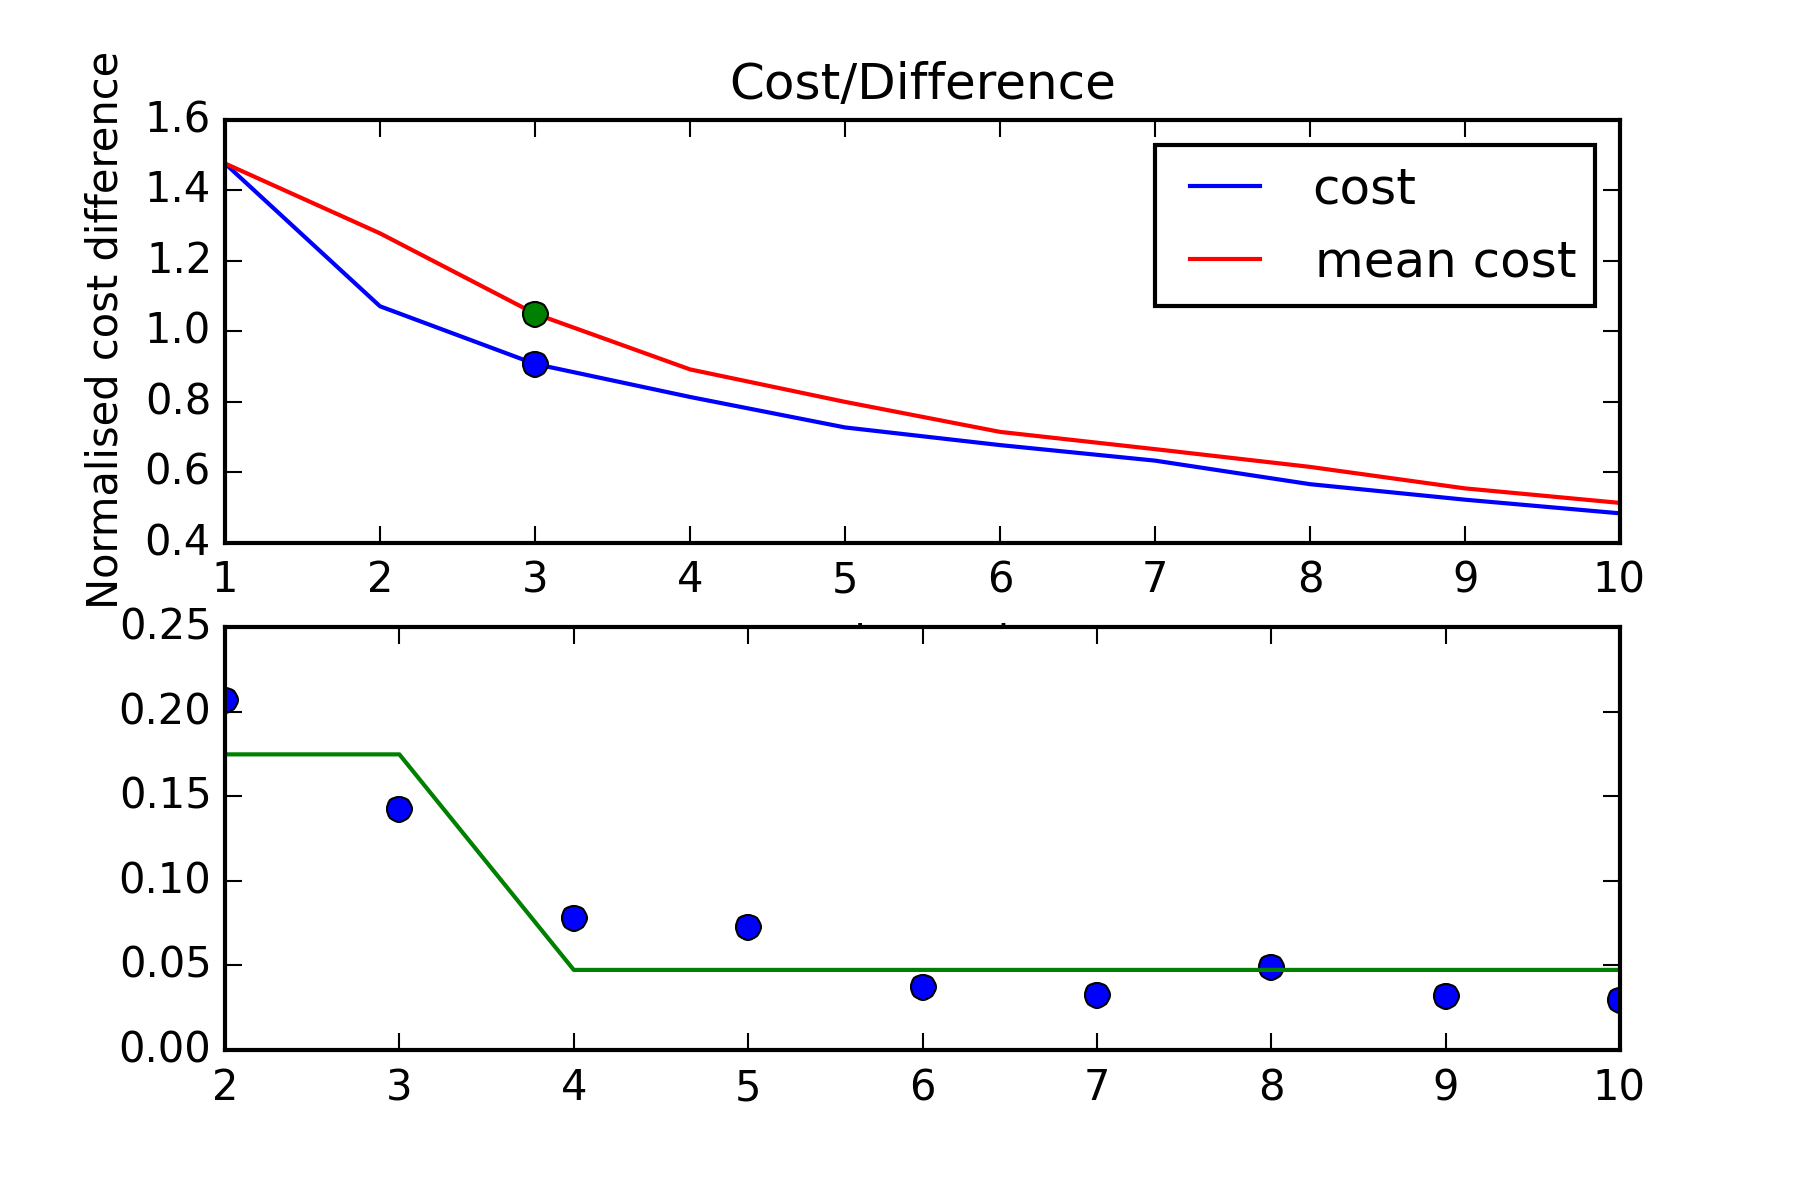 Cost/Difference
Normalised cost difference
1.6
1.4
1.2
1.0
0.8
0.6
0.4
cost
mean cost
1 2 3 4 5 6 7 8 9 10
0.25
0.20
0.15
0.10
0.05
0.00
2 3 4 5 6 7 8 9 10